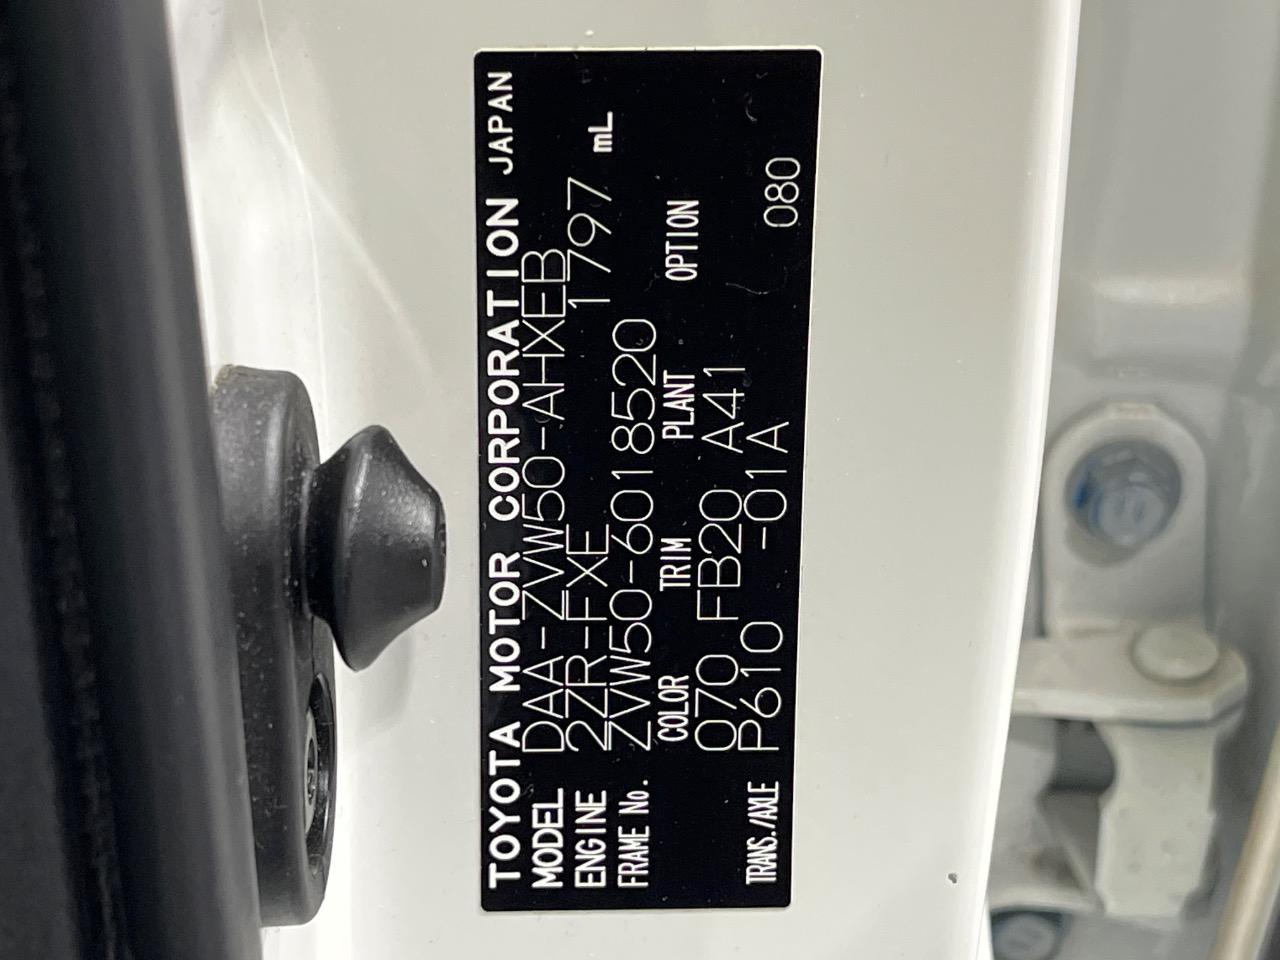 TOYOTA MOTOR CORPORATION JAPAN
MODEL DAA-ZVW50-AHXEB
ENGINE 2ZR-FXE 1797 mL
FRAME No. ZVW50-6018520
COLOR TRIM PLANT OPTION
070 FB20 A41
TRANS./AXLE P610 -01A 080